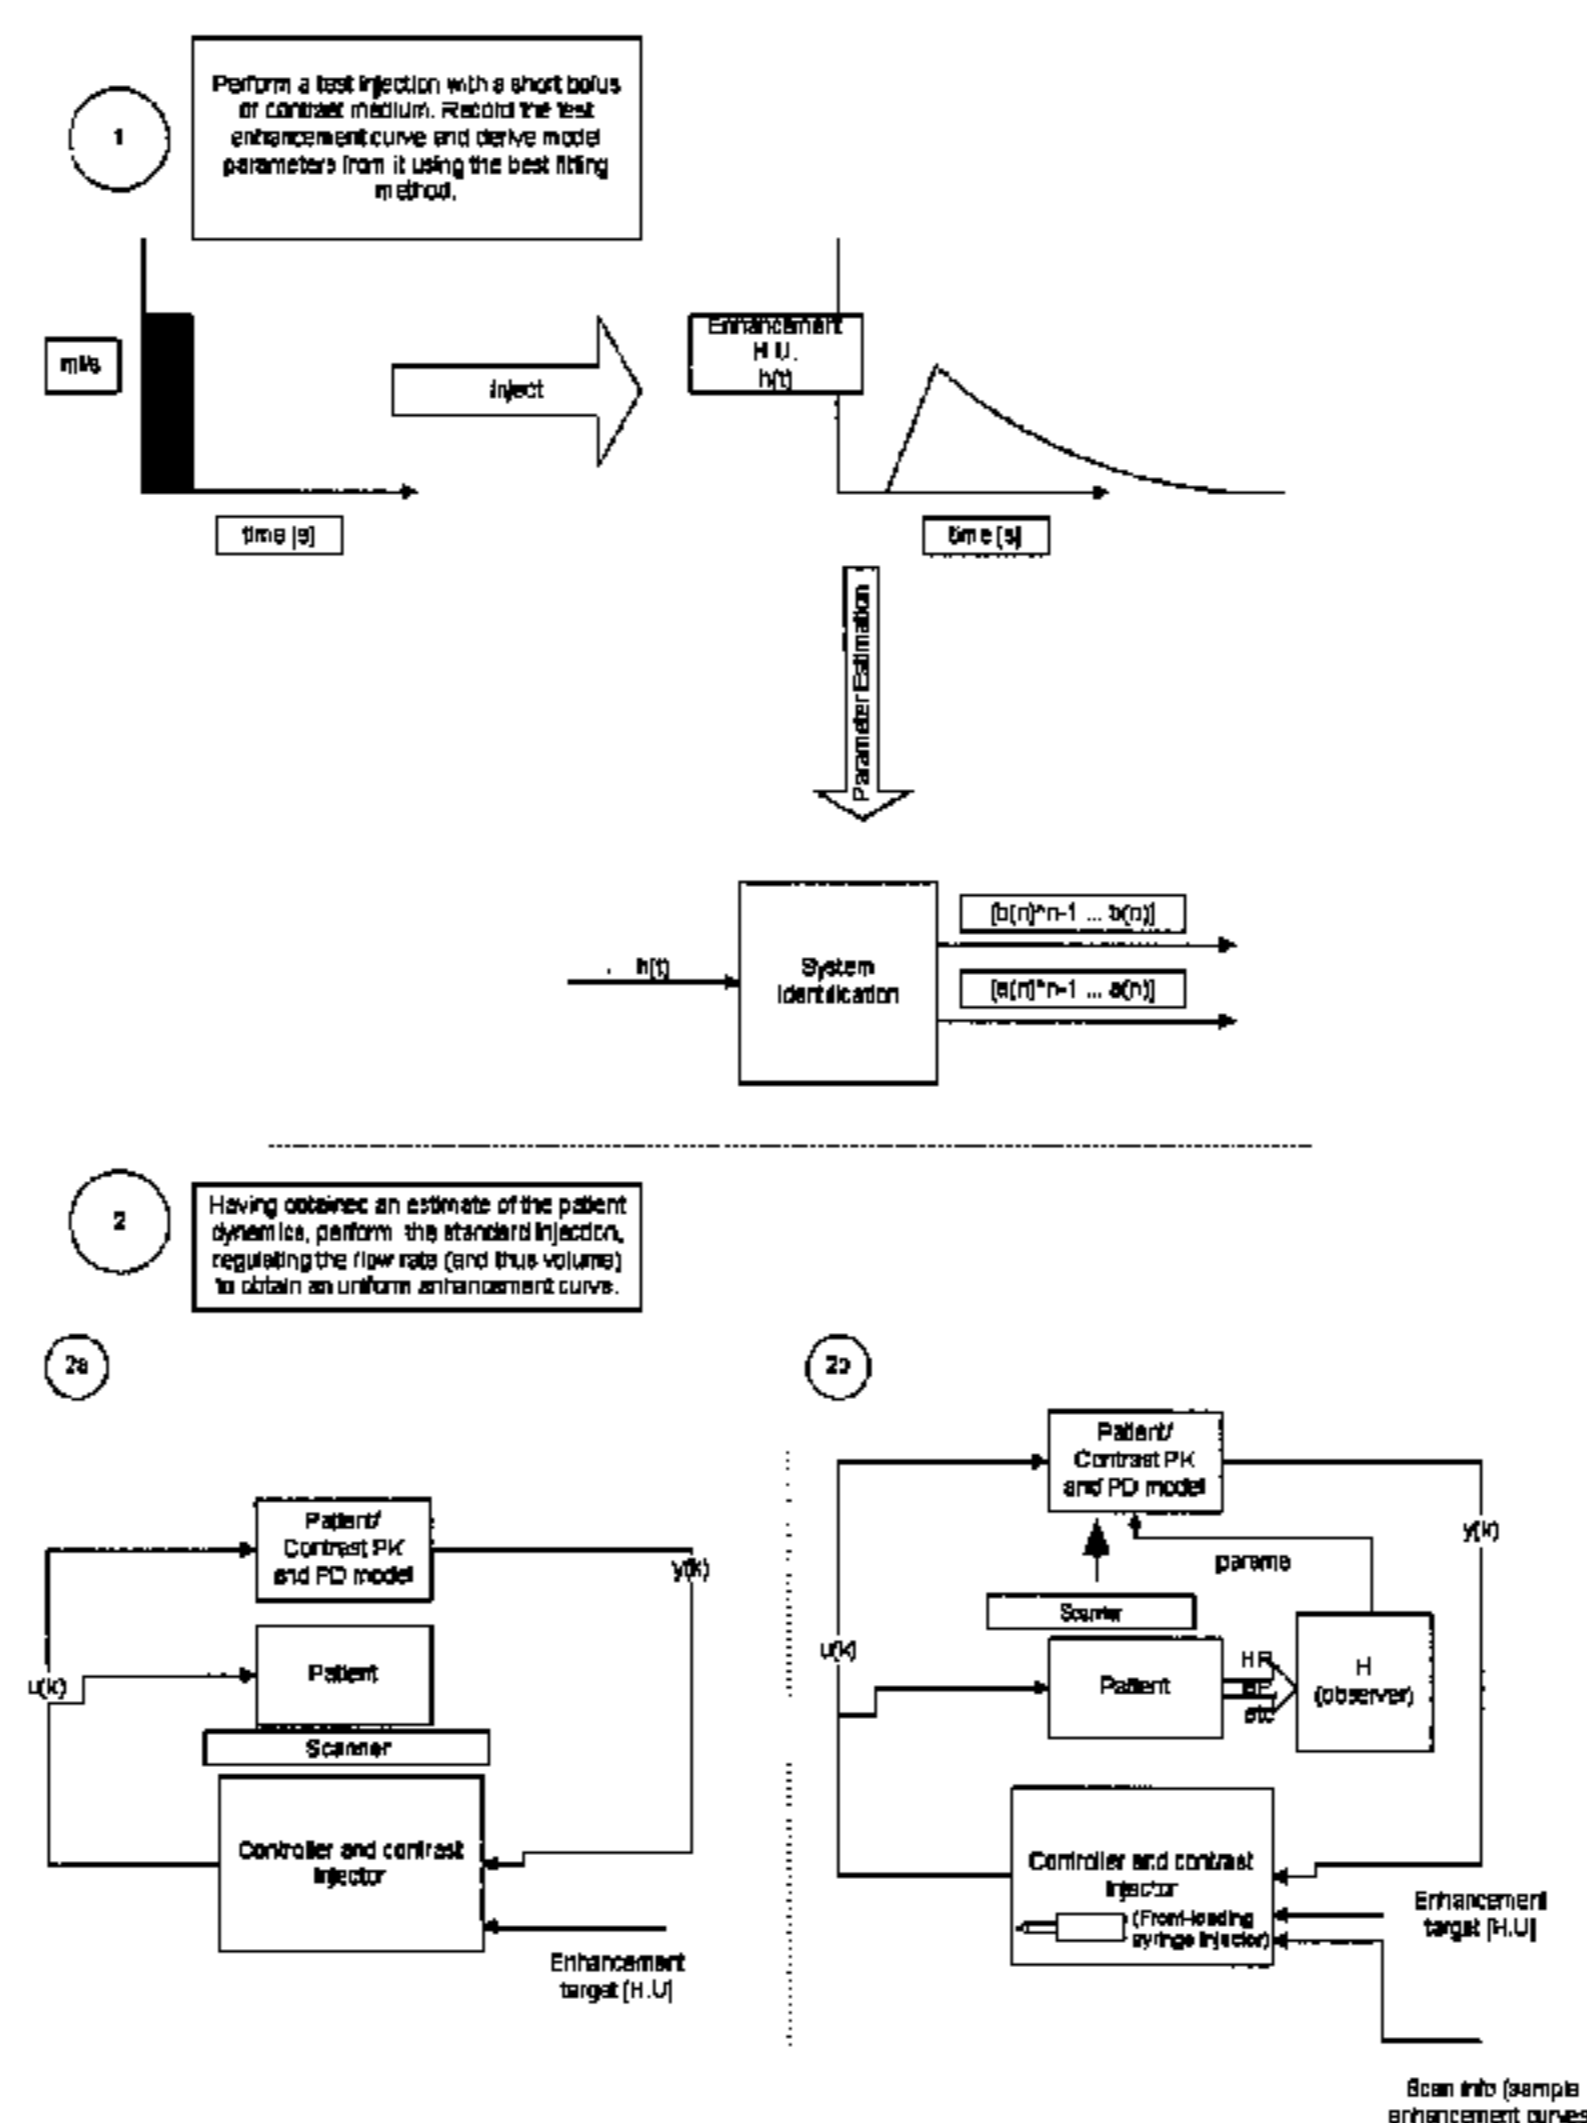 1
Perform a test injection with a short bolus
of contrast medium. Record the test
enhancement curve and derive model
parameters from it using the best fitting
method.
ml/s
inject
Enhancement
H.U.
h(t)
time [s]
time [s]
Parameter Estimation
h(t)
System
Identification
[b(n)^n-1 ... b(n)]
[a(n)^n-1 ... a(n)]
2
Having obtained an estimate of the patient
dynamics, perform the standard injection,
regulating the flow rate (and thus volume)
to obtain an uniform enhancement curve.
2a
Patient/
Contrast PK
and PD model
y(k)
Patient
u(k)
Scanner
Controller and contrast
injector
Enhancement
target [H.U]
2b
Patient/
Contrast PK
and PD model
y(k)
params
Scanner
u(k)
Patient
HR,
BP,
etc
H
(observer)
Controller and contrast
injector
(Front-loading
syringe injector)
Enhancement
target [H.U]
Scan info (sample
enhancement curves